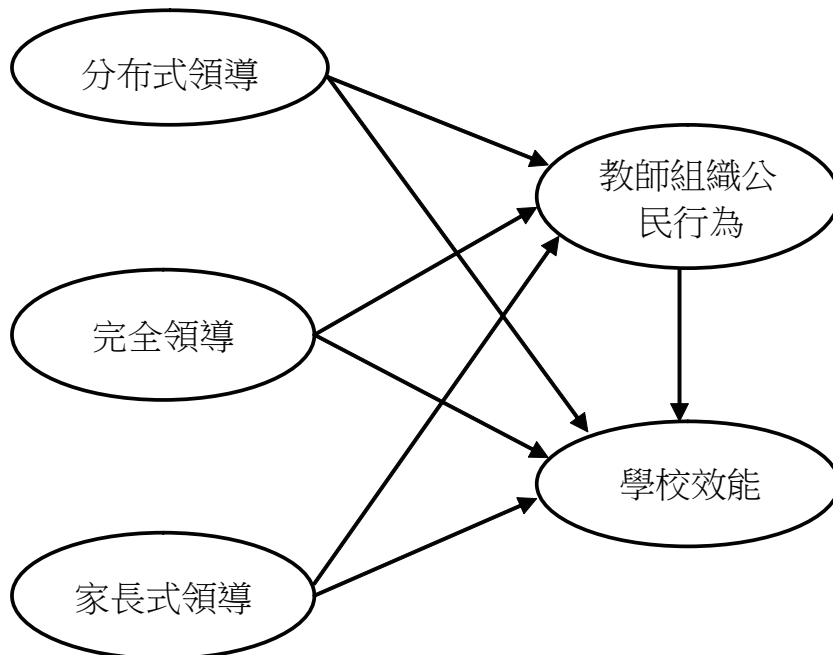 分布式領導
教師組織公
民行為
完全領導
學校效能
家長式領導